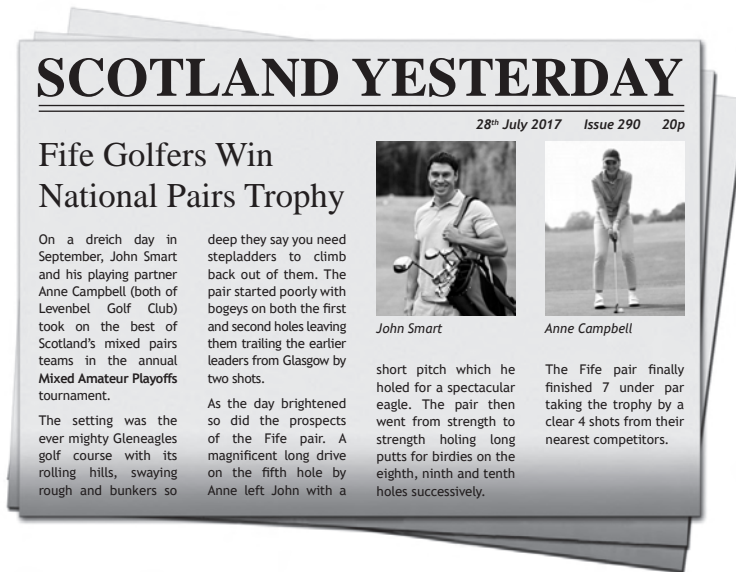 SCOTLAND YESTERDAY
28th July 2017 Issue 290 20p
Fife Golfers Win
National Pairs Trophy
On a dreich day in
September, John Smart
and his playing partner
Anne Campbell (both of
Levenbel Golf Club)
took on the best of
Scotland's mixed pairs
teams in the annual
Mixed Amateur Playoffs
tournament.
The setting was the
ever mighty Gleneagles
golf course with its
rolling hills, swaying
rough and bunkers so
deep they say you need
stepladders to climb
back out of them. The
pair started poorly with
bogeys on both the first
and second holes leaving
them trailing the earlier
leaders from Glasgow by
two shots.
As the day brightened
so did the prospects
of the Fife pair. A
magnificent long drive
on the fifth hole by
Anne left John with a
John Smart
short pitch which he
holed for a spectacular
eagle. The pair then
went from strength to
strength holing long
putts for birdies on the
eighth, ninth and tenth
holes successively.
Anne Campbell
The Fife pair finally
finished 7 under par
taking the trophy by a
clear 4 shots from their
nearest competitors.